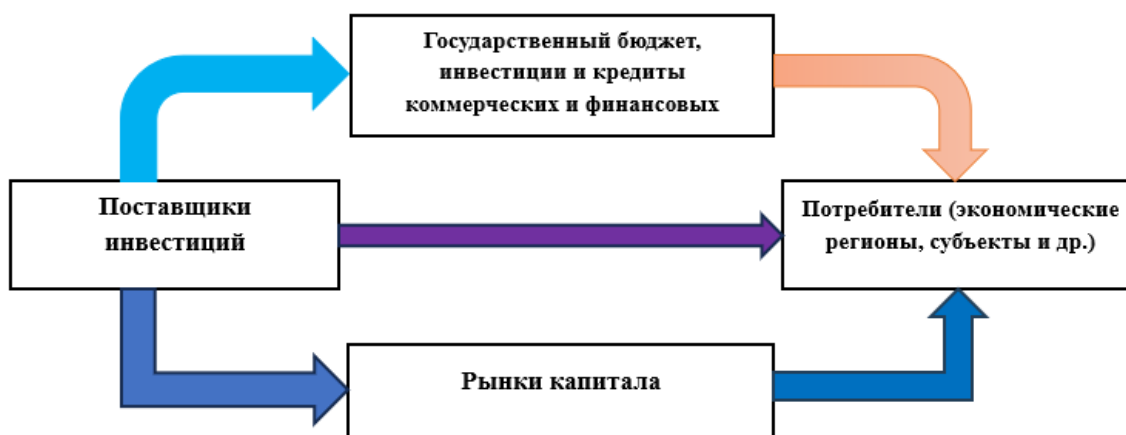 Государственный бюджет,
инвестиции и кредиты
коммерческих и финансовых
Поставщики
инвестиций
Потребители (экономические
регионы, субъекты и др.)
Рынки капитала